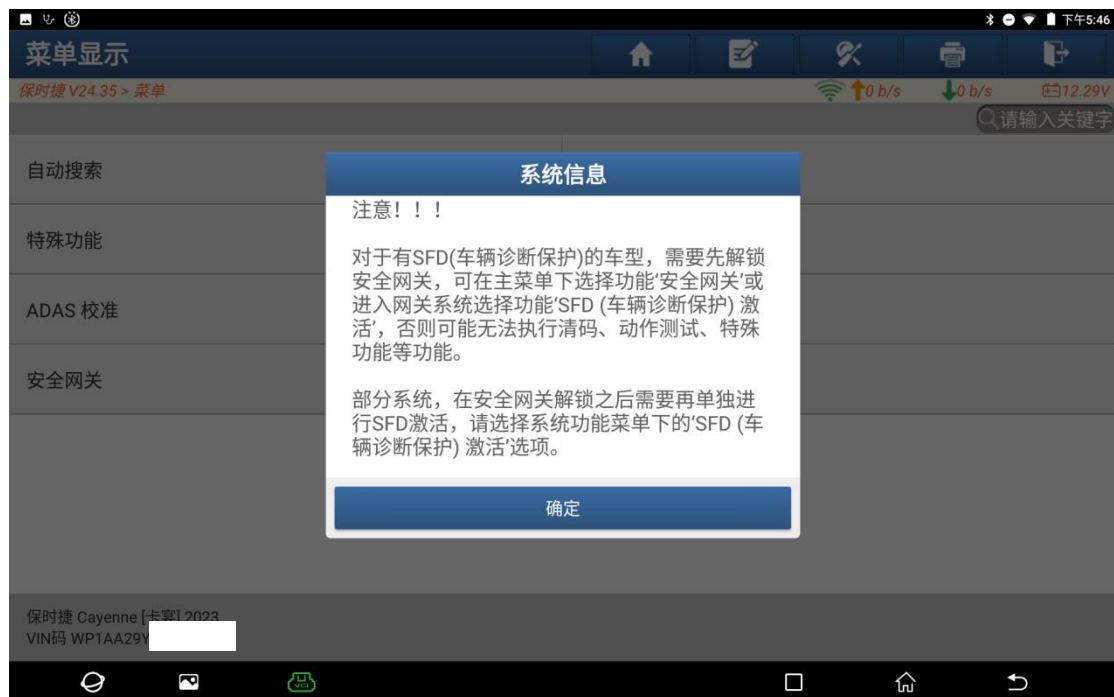 下午5:46
菜单显示
保时捷 V24.35 > 菜单
0 b/s
0 b/s
12.29V
请输入关键字
自动搜索
特殊功能
ADAS 校准
安全网关
系统信息
注意！！！
对于有SFD(车辆诊断保护)的车型，需要先解锁
安全网关，可在主菜单下选择功能'安全网关'或
进入网关系统选择功能'SFD (车辆诊断保护) 激
活'，否则可能无法执行清码、动作测试、特殊
功能等功能。
部分系统，在安全网关解锁之后需要再单独进
行SFD激活，请选择系统功能菜单下的'SFD (车
辆诊断保护) 激活'选项。
确定
保时捷 Cayenne [卡宴] 2023
VIN码 WP1AA29Y
VCI